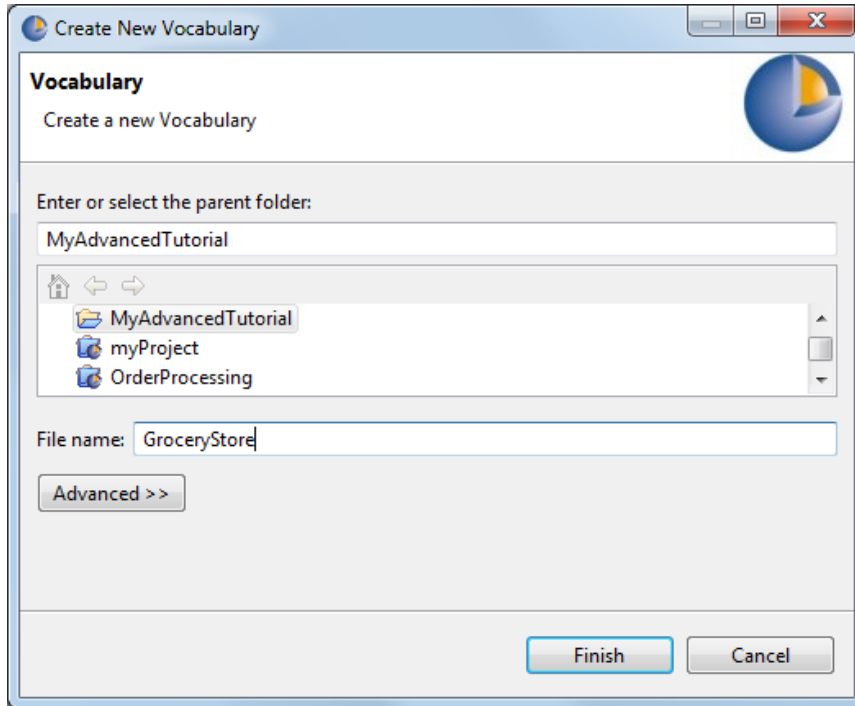 Create New Vocabulary
Vocabulary
Create a new Vocabulary
Enter or select the parent folder:
MyAdvancedTutorial
MyAdvancedTutorial
myProject
OrderProcessing
File name: GroceryStore
Advanced >>
Finish Cancel